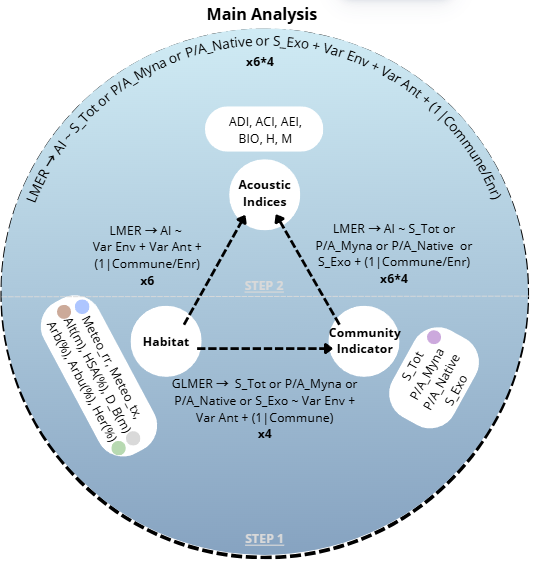 Main Analysis
LMER → AI ~ S_Tot or P/A_Myna or P/A_Native or S_Exo + Var Env + Var Ant + (1|Commune/Enr)
x6*4
ADI, ACI, AEI,
BIO, H, M
Acoustic
Indices
LMER → AI ~
Var Env + Var Ant +
(1|Commune/Enr)
x6
LMER → AI ~ S_Tot or
P/A_Myna or P/A_Native or
S_Exo + (1|Commune/Enr)
x6*4
STEP 2
Habitat
Community
Indicator
Meteo_rr, Meteo_tx,
Alt(m), HSA(%), D_B(m)
Arb(%), Arbu(%), Her(%)
S_Tot
P/A_Myna
P/A_Native
S_Exo
GLMER → S_Tot or P/A_Myna or
P/A_Native or S_Exo ~ Var Env +
Var Ant + (1|Commune)
x4
STEP 1